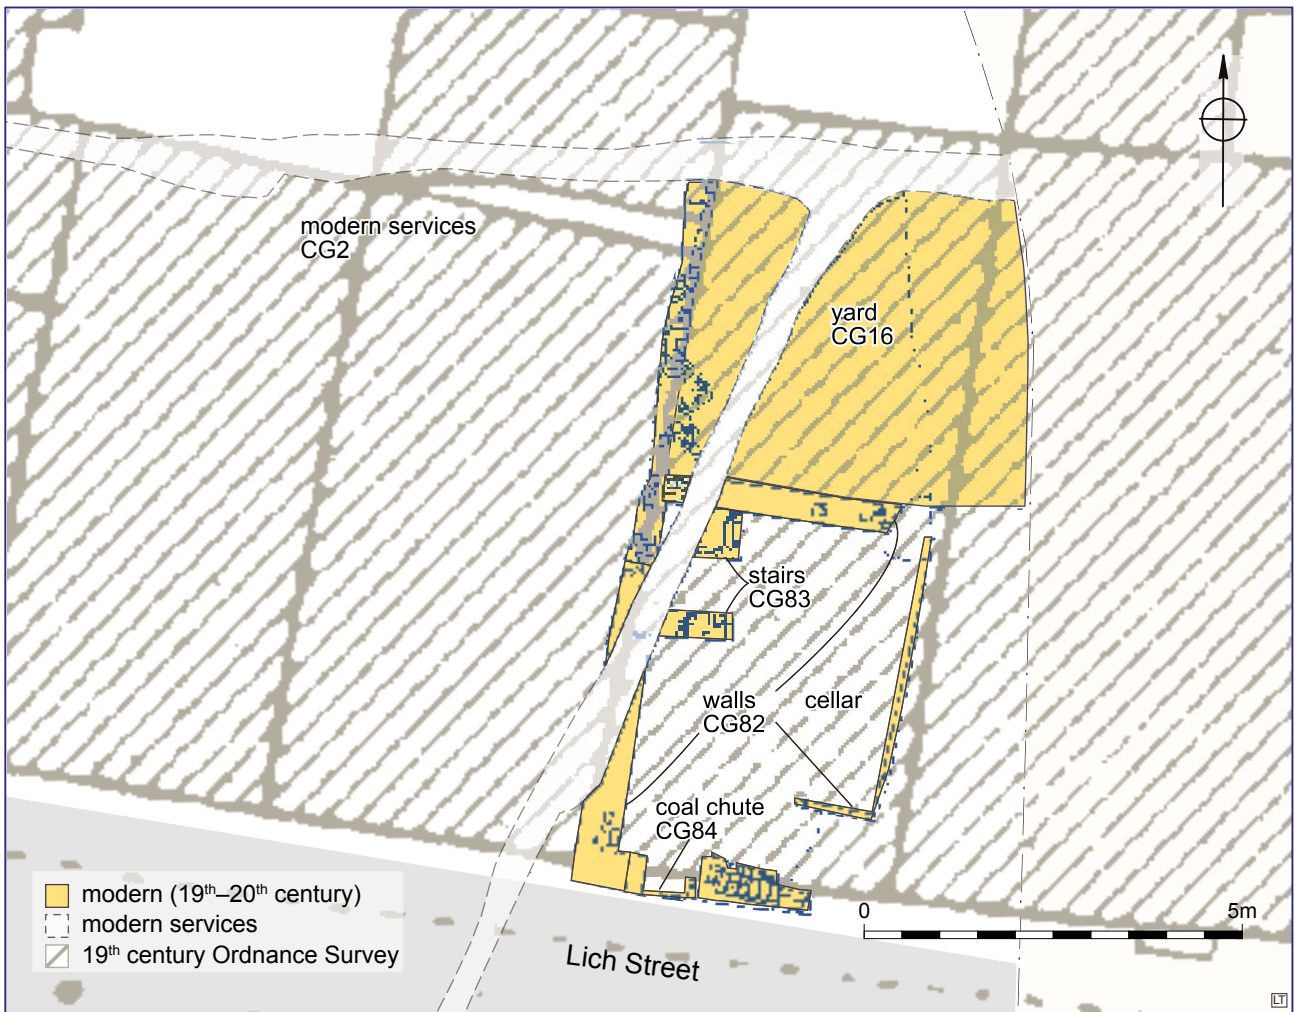 modern services
CG2
yard
CG16
stairs
CG83
walls
CG82
cellar
coal chute
CG84
modern (19th–20th century)
modern services
19th century Ordnance Survey
0 5m
Lich Street
LT